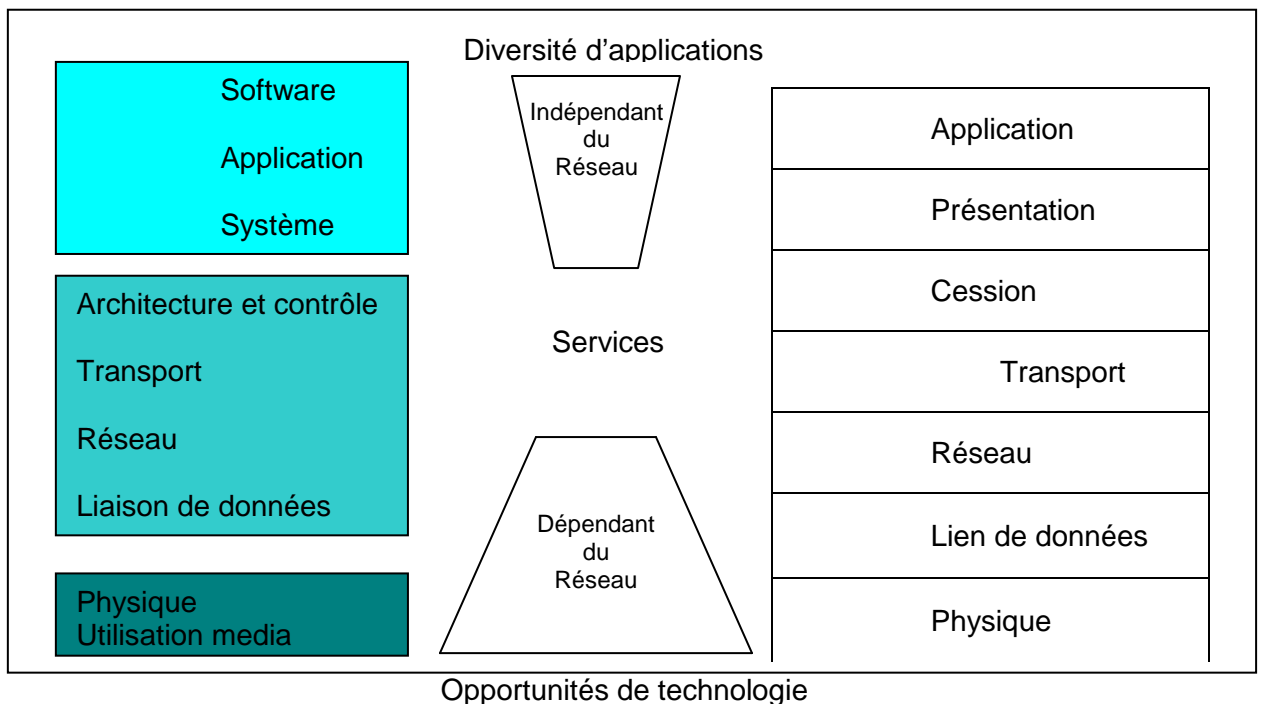 Diversité d'applications
Software
Application
Système
Architecture et contrôle
Transport
Réseau
Liaison de données
Physique
Utilisation media
Indépendant
du
Réseau
Services
Dépendant
du
Réseau
Application
Présentation
Cession
Transport
Réseau
Lien de données
Physique
Opportunités de technologie